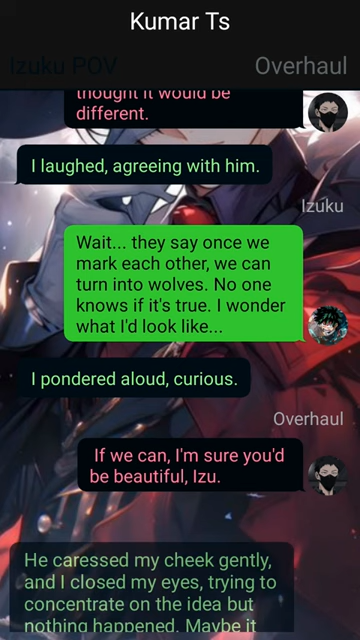 Kumar Ts
Izuku POV
Overhaul
thought it would be
different.
I laughed, agreeing with him.
Izuku
Wait... they say once we
mark each other, we can
turn into wolves. No one
knows if it's true. I wonder
what I'd look like...
I pondered aloud, curious.
Overhaul
If we can, I'm sure you'd
be beautiful, Izu.
He caressed my cheek gently,
and I closed my eyes, trying to
concentrate on the idea but
nothing happened. Maybe it